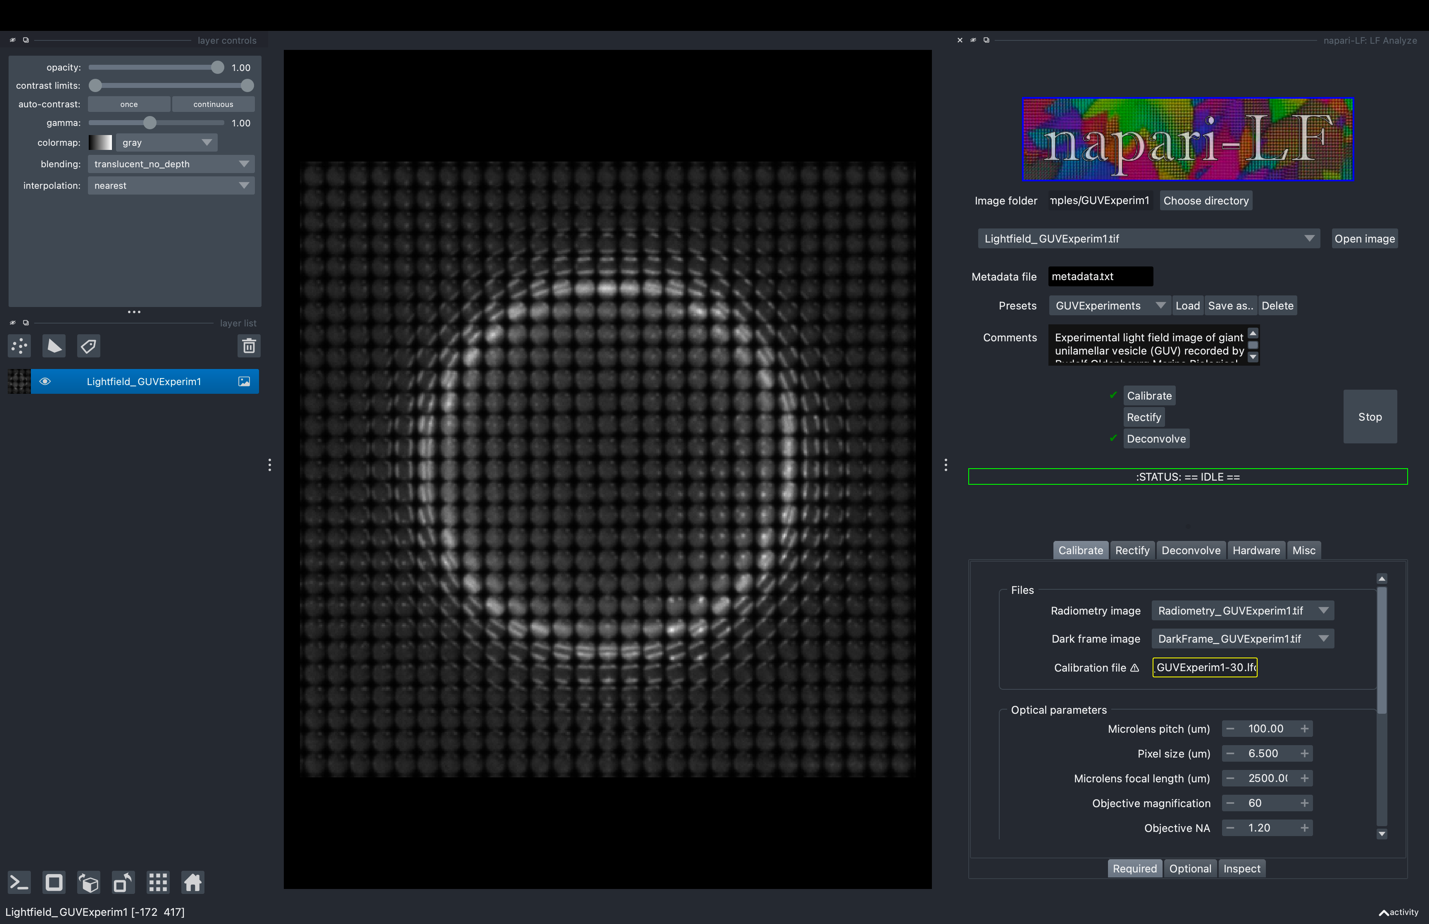 layer controls
opacity: 1.00
contrast limits:
auto-contrast: once continuous
gamma: 1.00
colormap: gray
blending: translucent_no_depth
interpolation: nearest
layer list
Lightfield_GUVExperim1
Lightfield_GUVExperim1 [-172 417]
napari-LF: LF Analyze
napari-LF
Image folder mples/GUVExperim1 Choose directory
Lightfield_GUVExperim1.tif Open image
Metadata file metadata.txt
Presets GUVExperiments Load Save as.. Delete
Comments Experimental light field image of giant
unilamellar vesicle (GUV) recorded by
Calibrate
Rectify
Deconvolve
Stop
:STATUS: == IDLE ==
Calibrate Rectify Deconvolve Hardware Misc
Files
Radiometry image Radiometry_GUVExperim1.tif
Dark frame image DarkFrame_GUVExperim1.tif
Calibration file ⚠ GUVExperim1-30.lfc
Optical parameters
Microlens pitch (um) − 100.00 +
Pixel size (um) − 6.500 +
Microlens focal length (um) − 2500.0( +
Objective magnification − 60 +
Objective NA − 1.20 +
Required Optional Inspect
activity